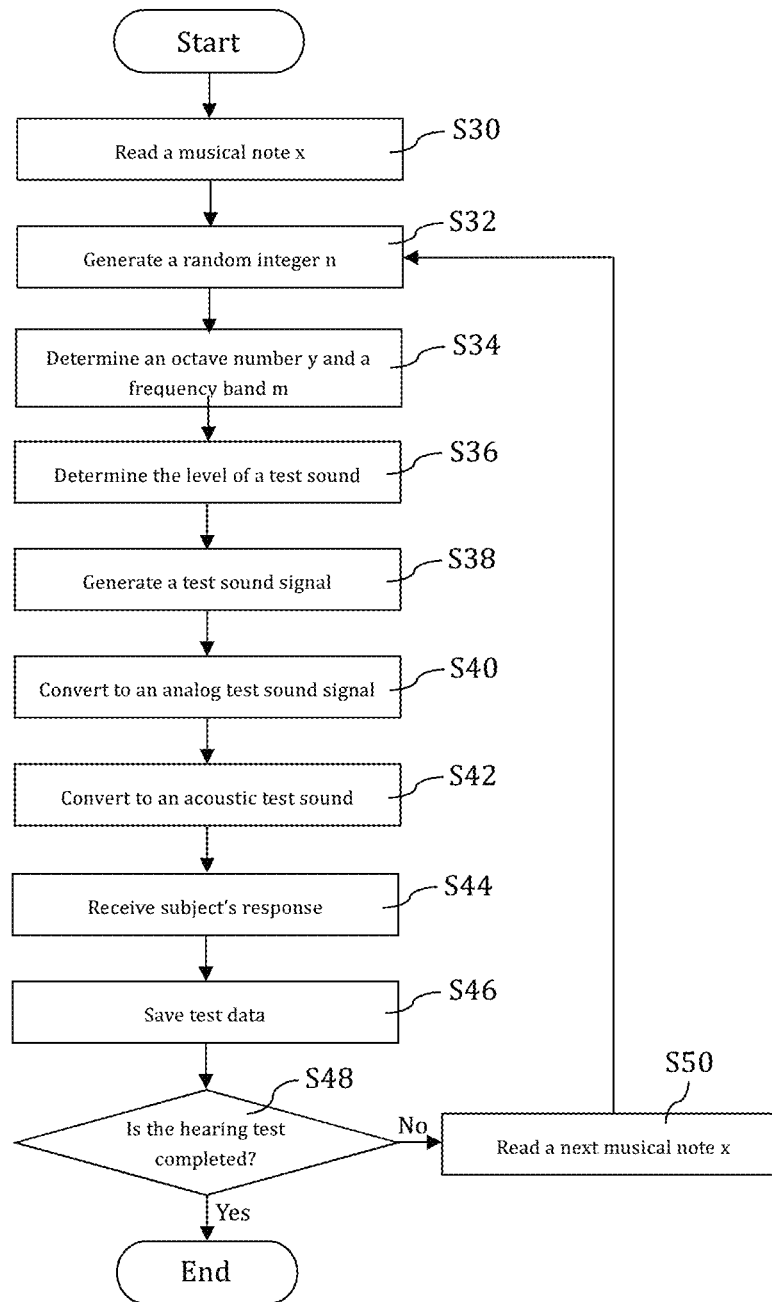 Start
S30
Read a musical note x
S32
Generate a random integer n
S34
Determine an octave number y and a
frequency band m
S36
Determine the level of a test sound
S38
Generate a test sound signal
S40
Convert to an analog test sound signal
S42
Convert to an acoustic test sound
S44
Receive subject's response
S46
Save test data
S48
Is the hearing test
completed?
No
S50
Read a next musical note x
Yes
End